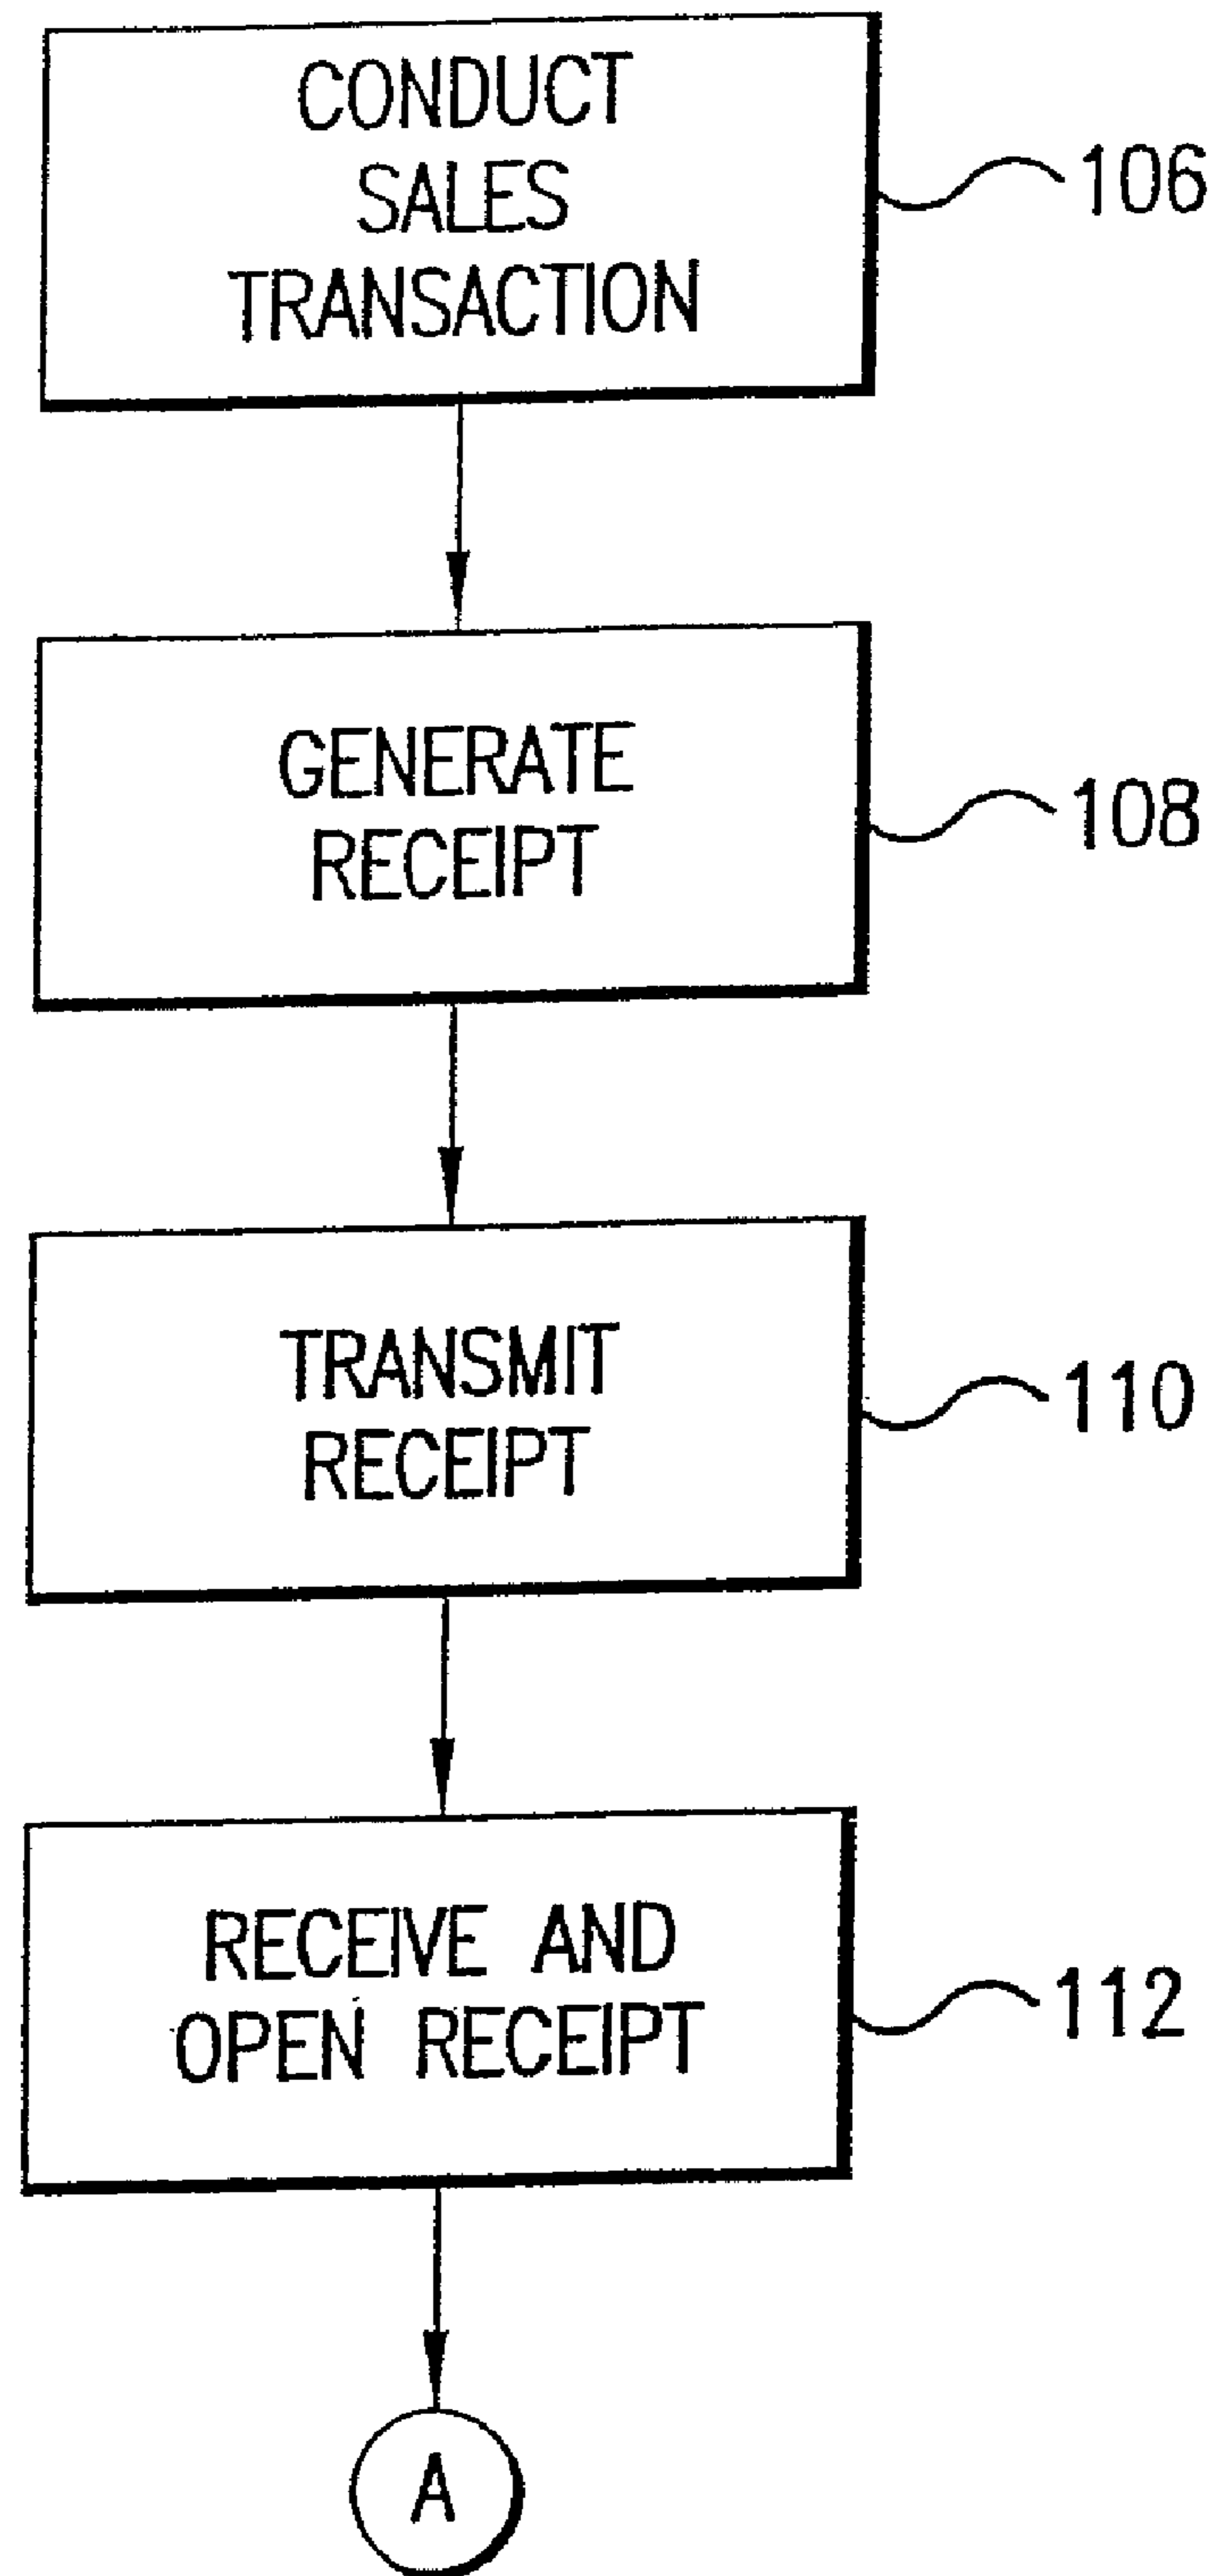 CONDUCT
SALES
TRANSACTION
106
GENERATE
RECEIPT
108
TRANSMIT
RECEIPT
110
RECEIVE AND
OPEN RECEIPT
112
A